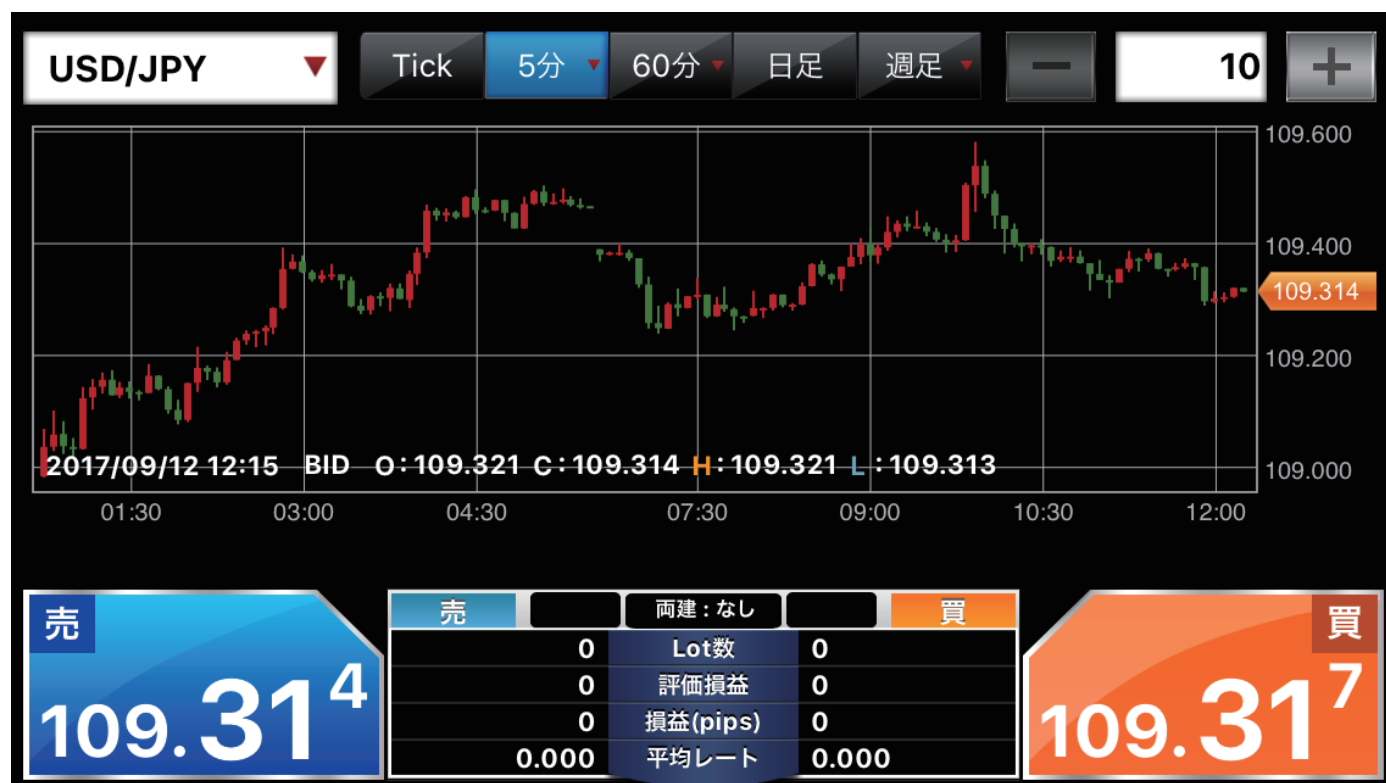 USD/JPY ▼ Tick 5分 ▼ 60分 ▼ 日足 週足 ▼ − 10 +
109.600
109.400
109.314
109.200
2017/09/12 12:15 BID O:109.321 C:109.314 H:109.321 L:109.313
109.000
01:30 03:00 04:30 07:30 09:00 10:30 12:00
売
109.314
売 両建:なし 買
0 Lot数 0
0 評価損益 0
0 損益(pips) 0
0.000 平均レート 0.000
買
109.317